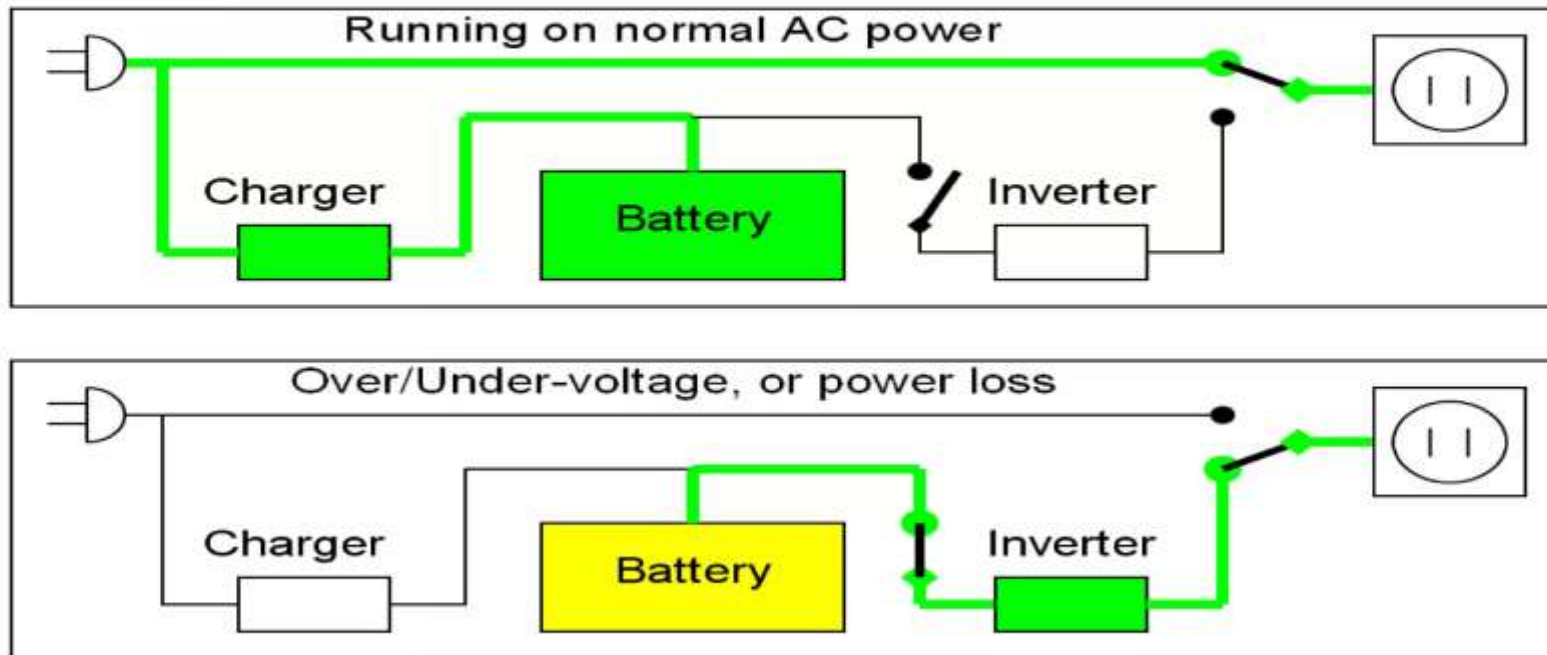 Running on normal AC power
Charger
Battery
Inverter
Over/Under-voltage, or power loss
Charger
Battery
Inverter